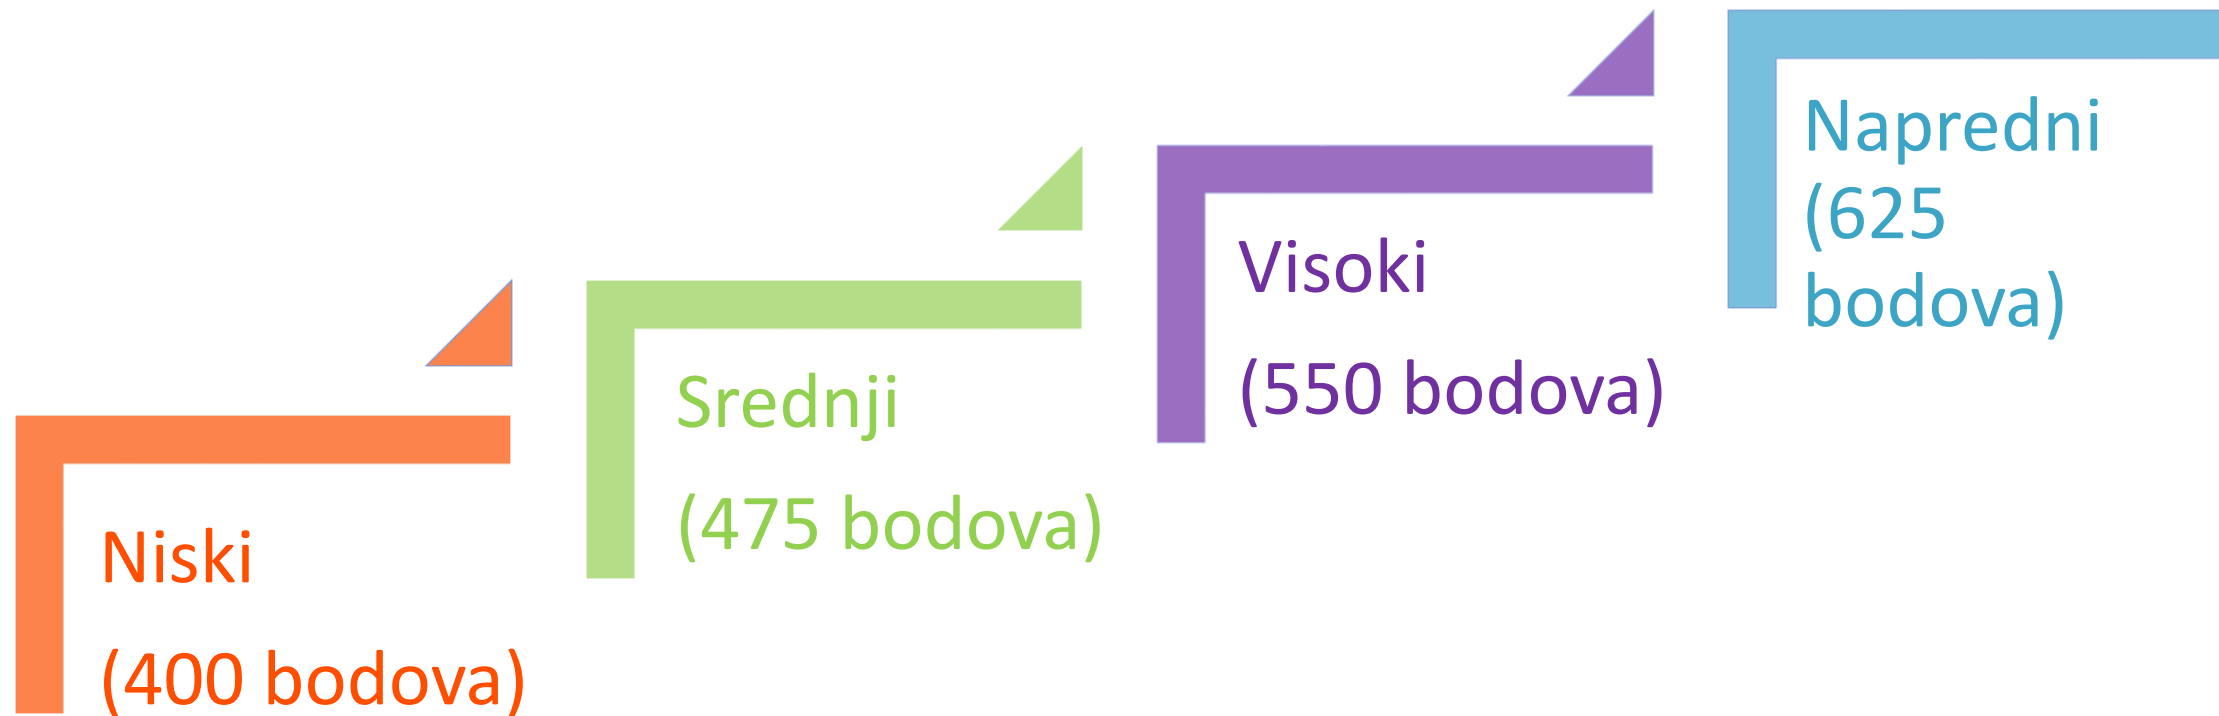 Niski
(400 bodova)
Srednji
(475 bodova)
Visoki
(550 bodova)
Napredni
(625
bodova)